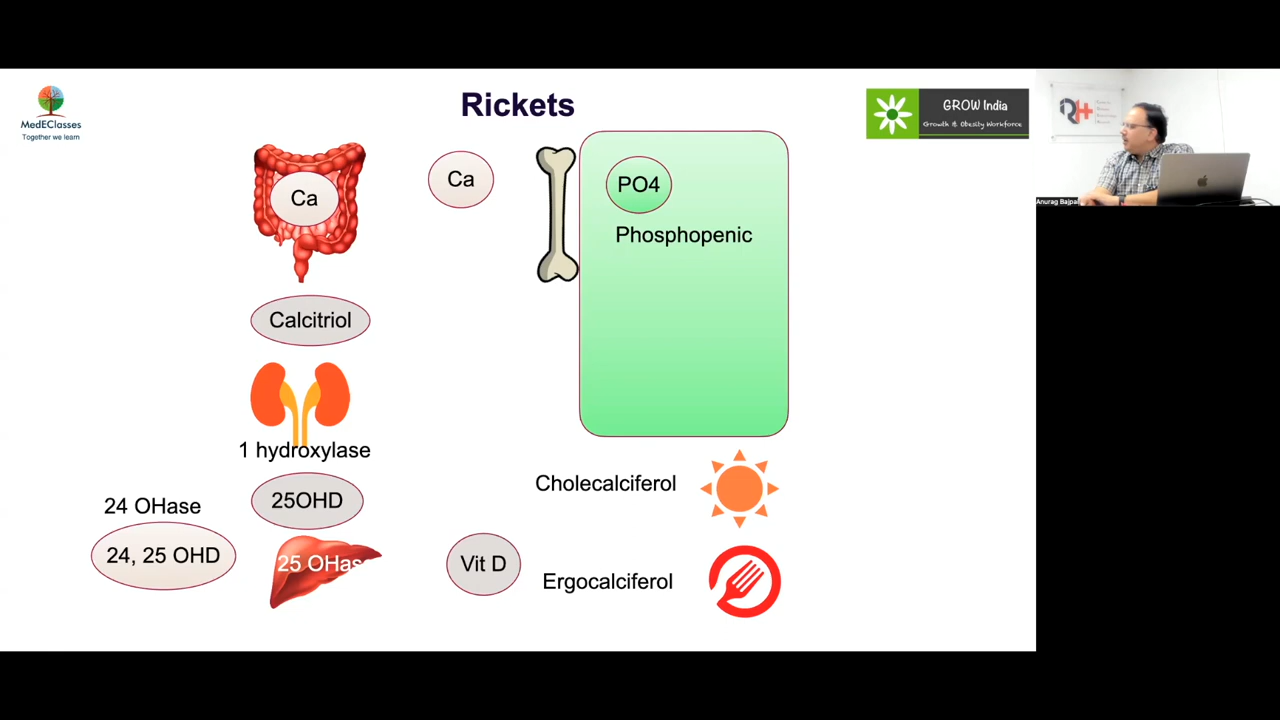 Rickets
MedEClasses
Together we learn
GROW India
Growth & Obesity Workforce
Ca
Ca
PO4
Phosphopenic
Calcitriol
1 hydroxylase
24 OHase
25OHD
24, 25 OHD
25 OHase
Vit D
Cholecalciferol
Ergocalciferol
Anurag Bajpai